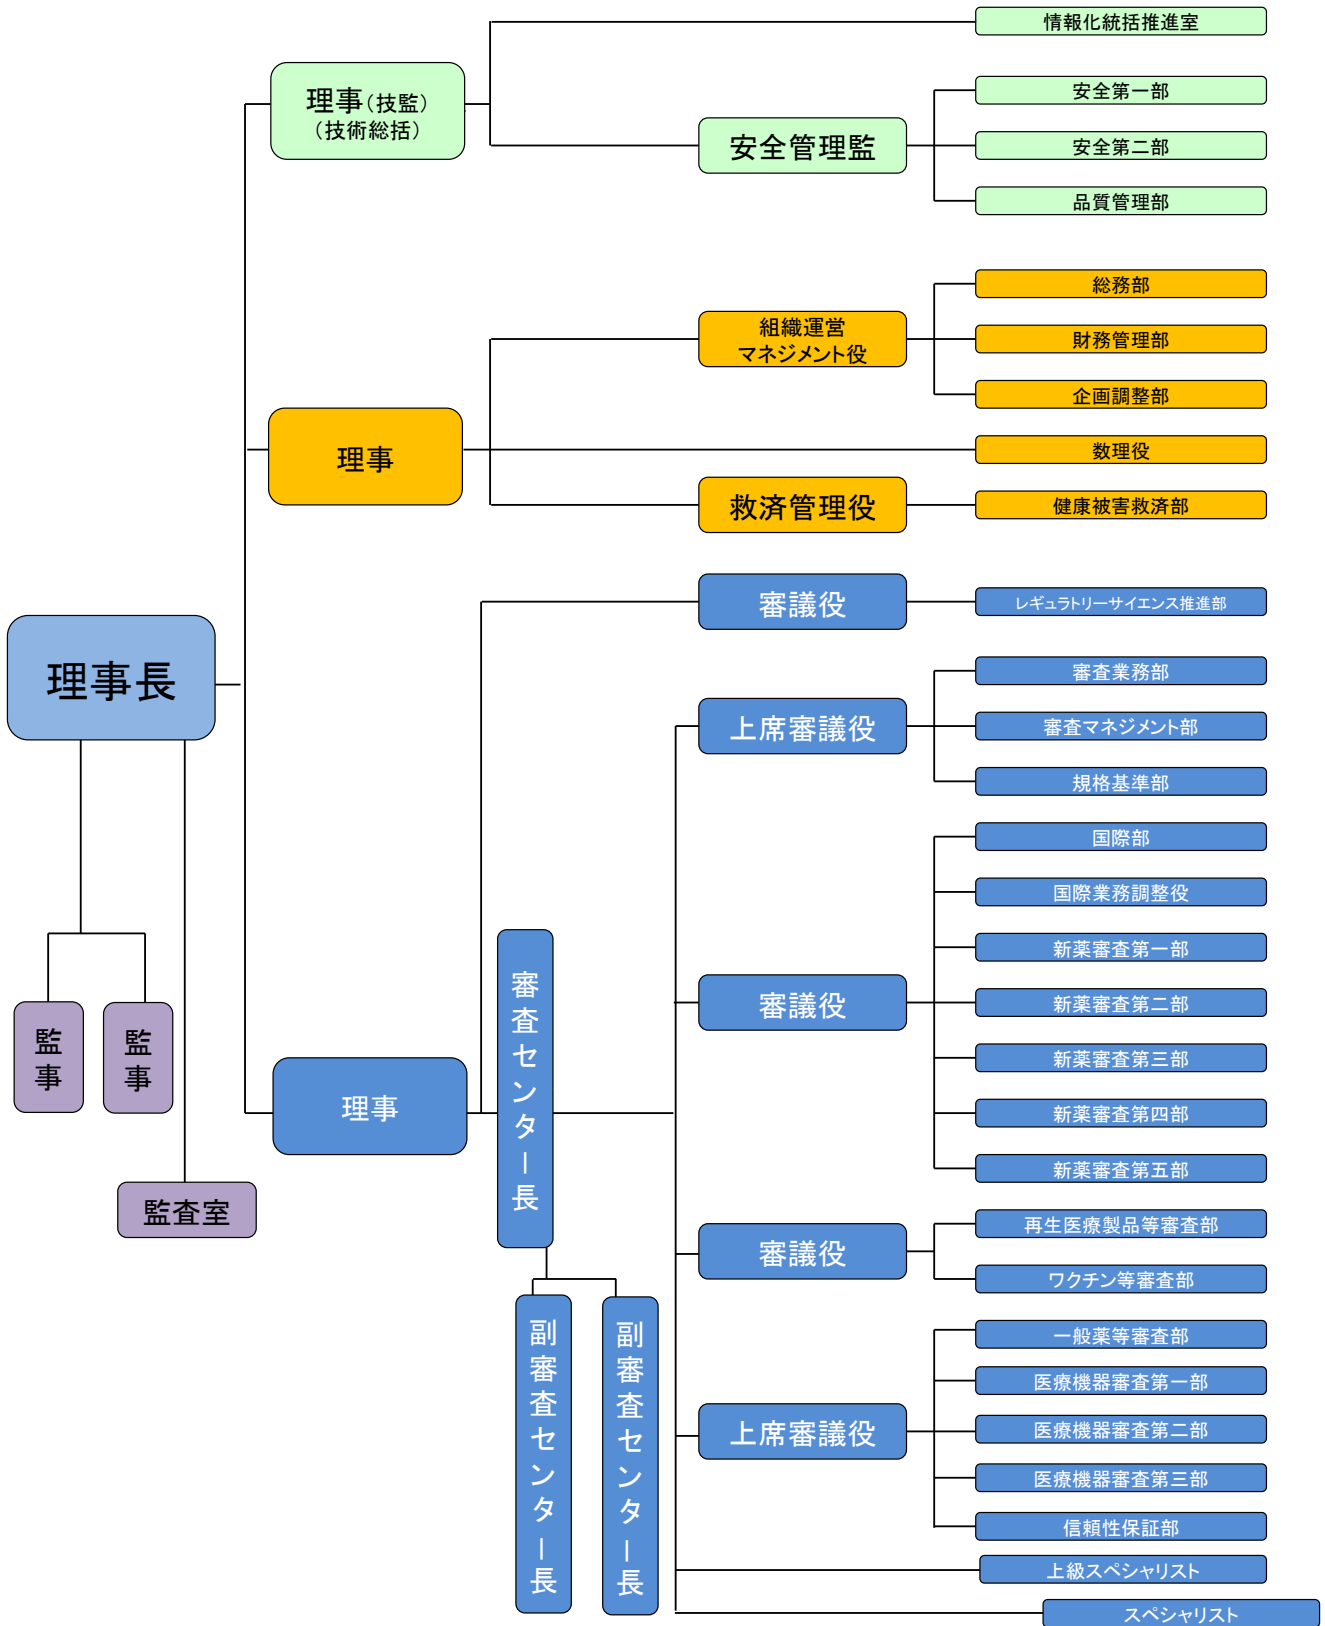 情報化統括推進室
理事（技監）
（技術総括）
安全管理監
安全第一部
安全第二部
品質管理部
組織運営
マネジメント役
総務部
財務管理部
企画調整部
理事
数理役
救済管理役
健康被害救済部
審議役
レギュラトリーサイエンス推進部
理事長
上席審議役
審査業務部
審査マネジメント部
規格基準部
監事
監事
監査室
理事
審査センター長
副審査センター長
副審査センター長
審議役
国際部
国際業務調整役
新薬審査第一部
新薬審査第二部
新薬審査第三部
新薬審査第四部
新薬審査第五部
審議役
再生医療製品等審査部
ワクチン等審査部
上席審議役
一般薬等審査部
医療機器審査第一部
医療機器審査第二部
医療機器審査第三部
信頼性保証部
上級スペシャリスト
スペシャリスト